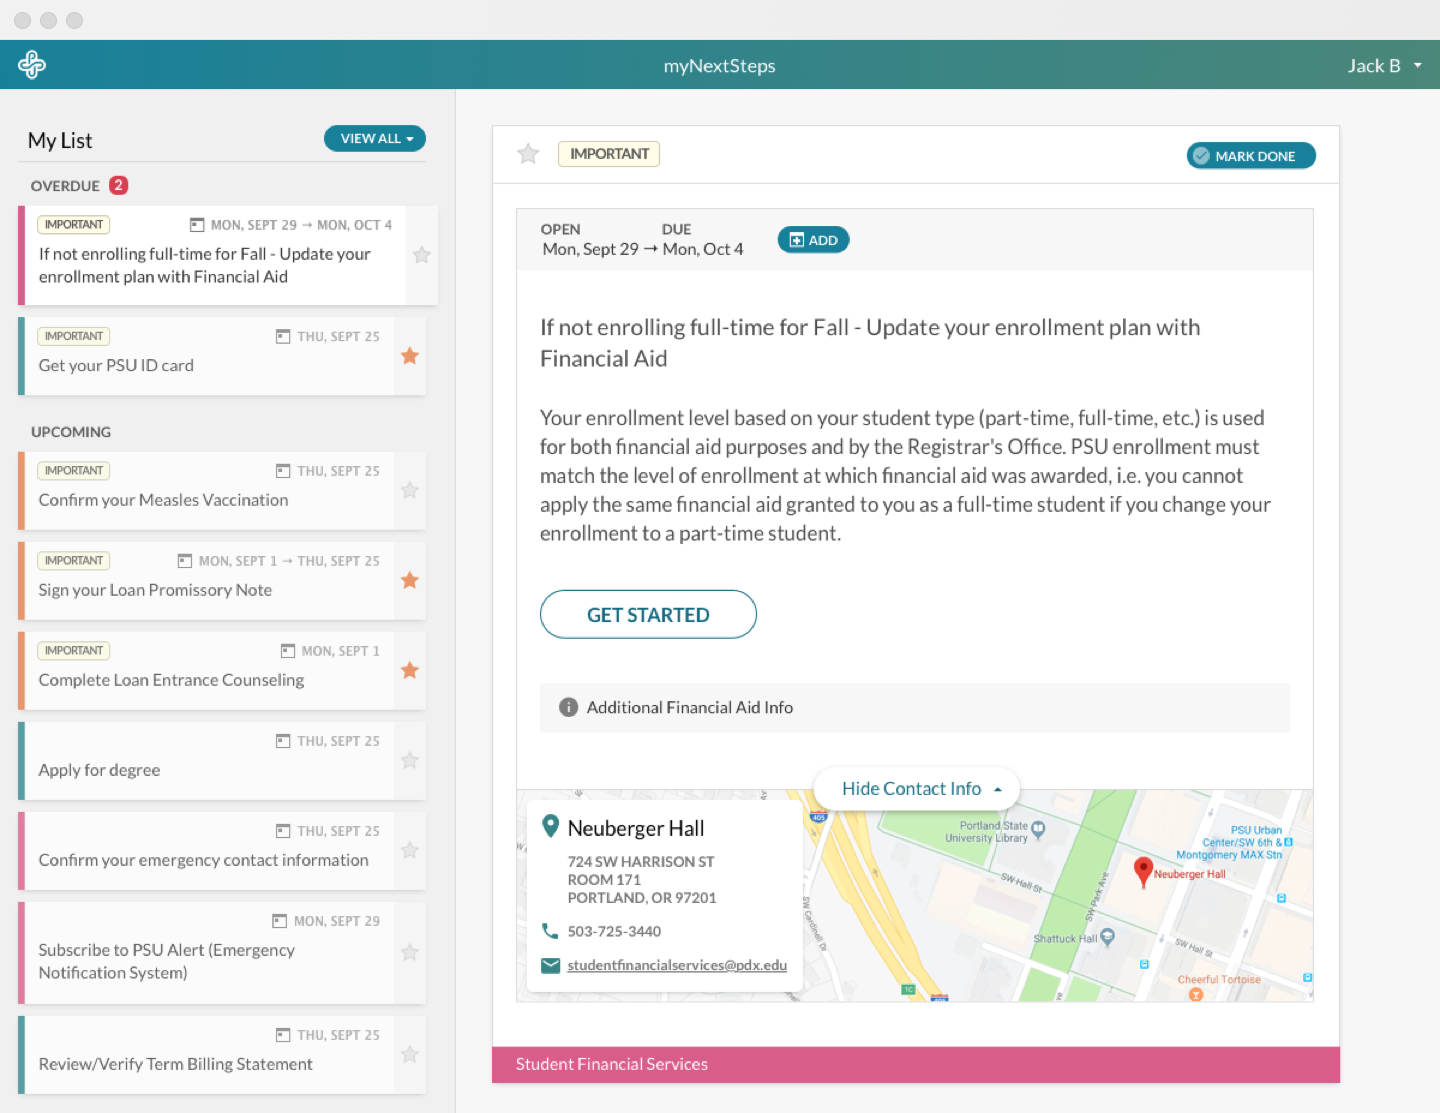 myNextSteps
Jack B
My List
VIEW ALL
OVERDUE 2
IMPORTANT
MON, SEPT 29 → MON, OCT 4
If not enrolling full-time for Fall - Update your
enrollment plan with Financial Aid
IMPORTANT
THU, SEPT 25
Get your PSU ID card
UPCOMING
IMPORTANT
THU, SEPT 25
Confirm your Measles Vaccination
IMPORTANT
MON, SEPT 1 → THU, SEPT 25
Sign your Loan Promissory Note
IMPORTANT
MON, SEPT 1
Complete Loan Entrance Counseling
THU, SEPT 25
Apply for degree
THU, SEPT 25
Confirm your emergency contact information
MON, SEPT 29
Subscribe to PSU Alert (Emergency
Notification System)
THU, SEPT 25
Review/Verify Term Billing Statement
IMPORTANT
MARK DONE
OPEN
DUE
Mon, Sept 29 → Mon, Oct 4
ADD
If not enrolling full-time for Fall - Update your enrollment plan with
Financial Aid
Your enrollment level based on your student type (part-time, full-time, etc.) is used
for both financial aid purposes and by the Registrar's Office. PSU enrollment must
match the level of enrollment at which financial aid was awarded, i.e. you cannot
apply the same financial aid granted to you as a full-time student if you change your
enrollment to a part-time student.
GET STARTED
Additional Financial Aid Info
Hide Contact Info
Neuberger Hall
724 SW HARRISON ST
ROOM 171
PORTLAND, OR 97201
503-725-3440
studentfinancialservices@pdx.edu
405
Portland State
University Library
PSU Urban
Center/SW 6th &
Montgomery MAX Stn
Neuberger Hall
SW Hall St
SW Park Ave
SW Cardinell Dr
Shattuck Hall
SW Hall St
Cheerful Tortoise
1C
Student Financial Services